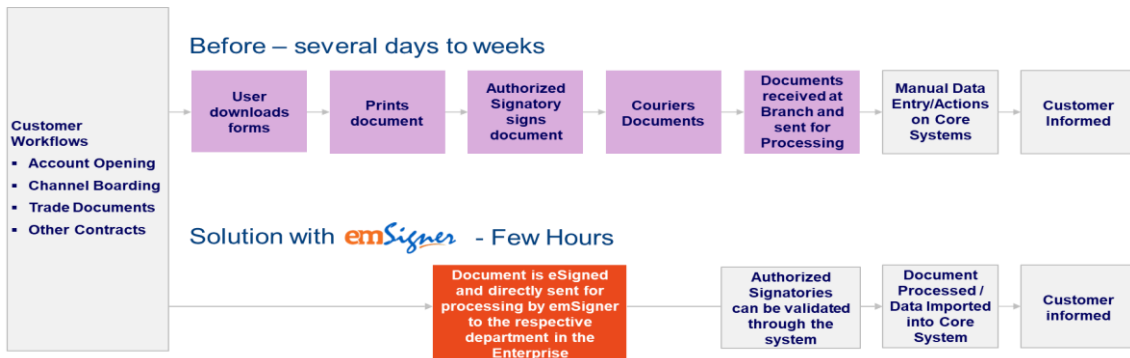 Customer
Workflows
▪ Account Opening
▪ Channel Boarding
▪ Trade Documents
▪ Other Contracts
Before – several days to weeks
User
downloads
forms
Prints
document
Authorized
Signatory
signs
document
Couriers
Documents
Documents
received at
Branch and
sent for
Processing
Manual Data
Entry/Actions
on Core
Systems
Customer
Informed
Solution with emSigner - Few Hours
Document is eSigned
and directly sent for
processing by emSigner
to the respective
department in the
Enterprise
Authorized
Signatories
can be validated
through the
system
Document
Processed /
Data Imported
into Core
System
Customer
informed